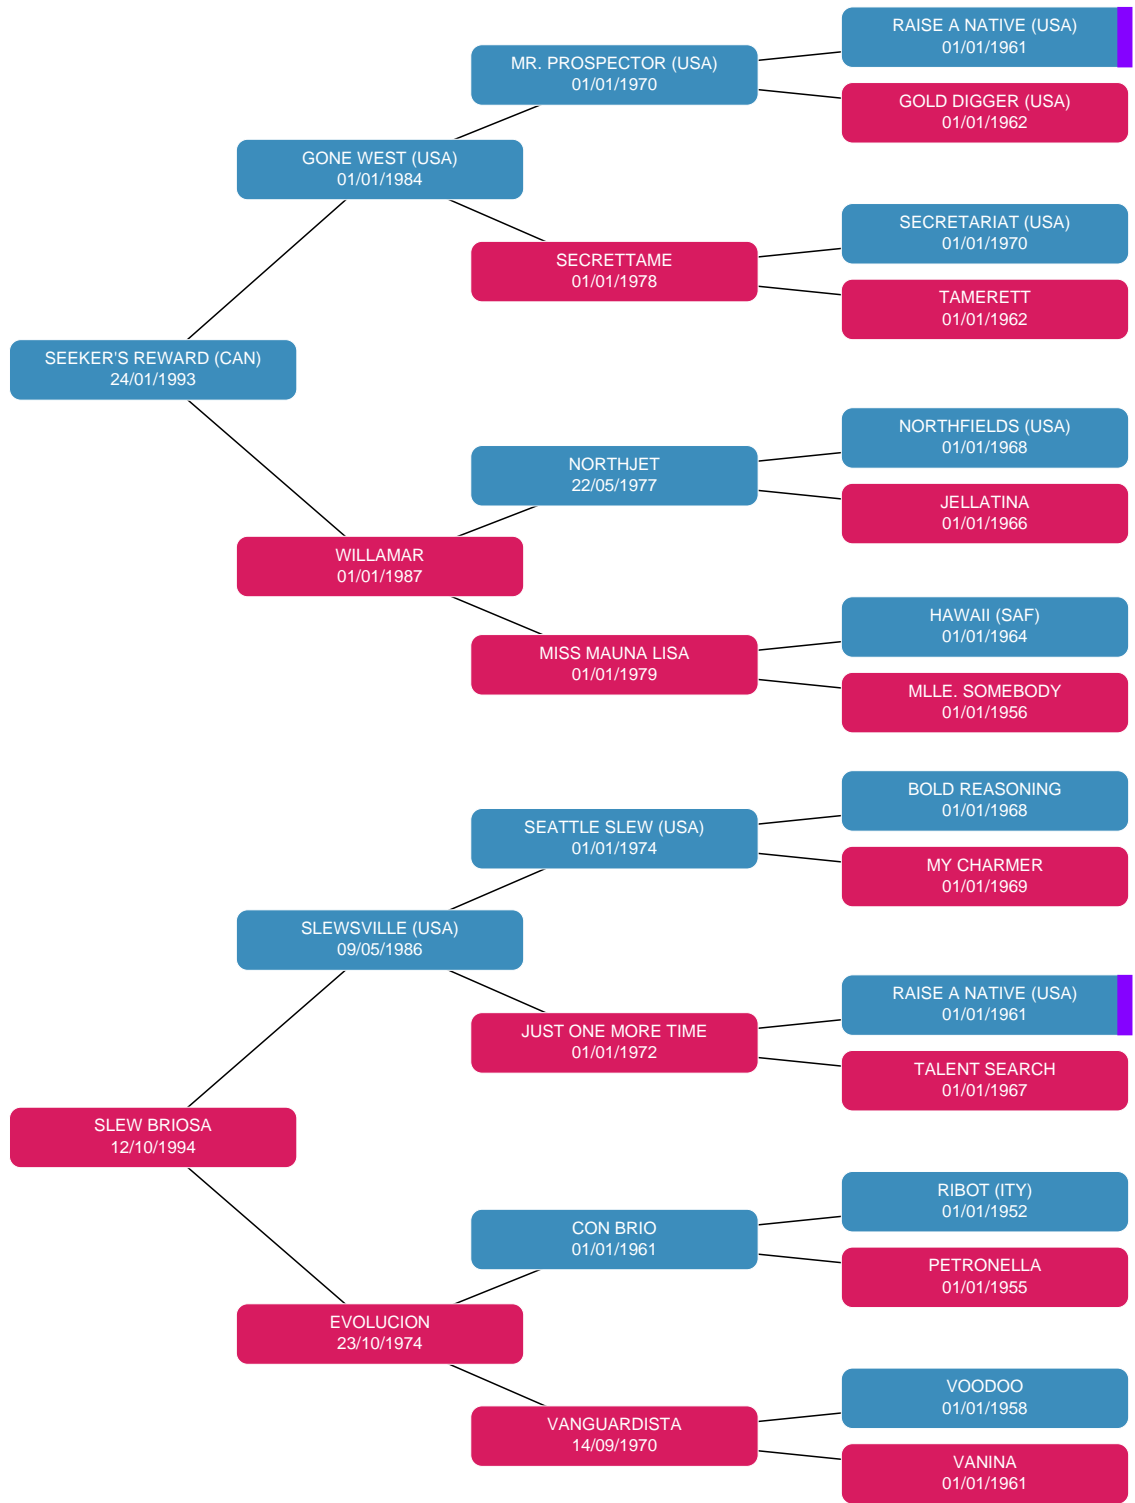 RAISE A NATIVE (USA)
01/01/1961
MR. PROSPECTOR (USA)
01/01/1970
GOLD DIGGER (USA)
01/01/1962
GONE WEST (USA)
01/01/1984
SECRETARIAT (USA)
01/01/1970
SECRETTAME
01/01/1978
TAMERETT
01/01/1962
SEEKER'S REWARD (CAN)
24/01/1993
NORTHFIELDS (USA)
01/01/1968
NORTHJET
22/05/1977
JELLATINA
01/01/1966
WILLAMAR
01/01/1987
HAWAII (SAF)
01/01/1964
MISS MAUNA LISA
01/01/1979
MLLE. SOMEBODY
01/01/1956
BOLD REASONING
01/01/1968
SEATTLE SLEW (USA)
01/01/1974
MY CHARMER
01/01/1969
SLEWSVILLE (USA)
09/05/1986
RAISE A NATIVE (USA)
01/01/1961
JUST ONE MORE TIME
01/01/1972
TALENT SEARCH
01/01/1967
SLEW BRIOSA
12/10/1994
RIBOT (ITY)
01/01/1952
CON BRIO
01/01/1961
PETRONELLA
01/01/1955
EVOLUCION
23/10/1974
VOODOO
01/01/1958
VANGUARDISTA
14/09/1970
VANINA
01/01/1961